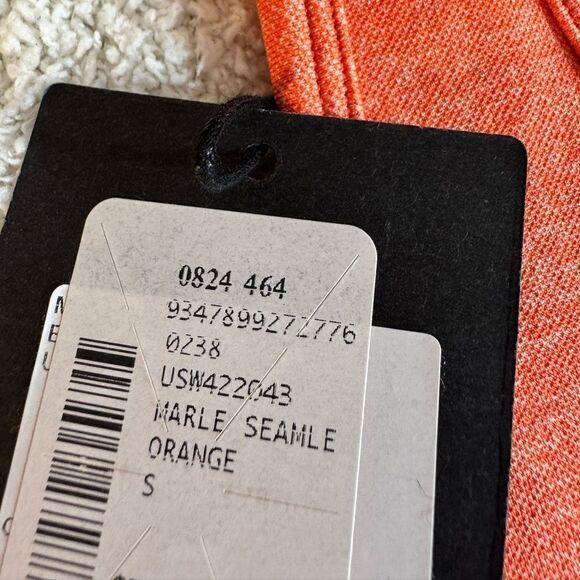 0824 464
9347899272776
0238
USW422043
MARLE SEAMLE
ORANGE
S